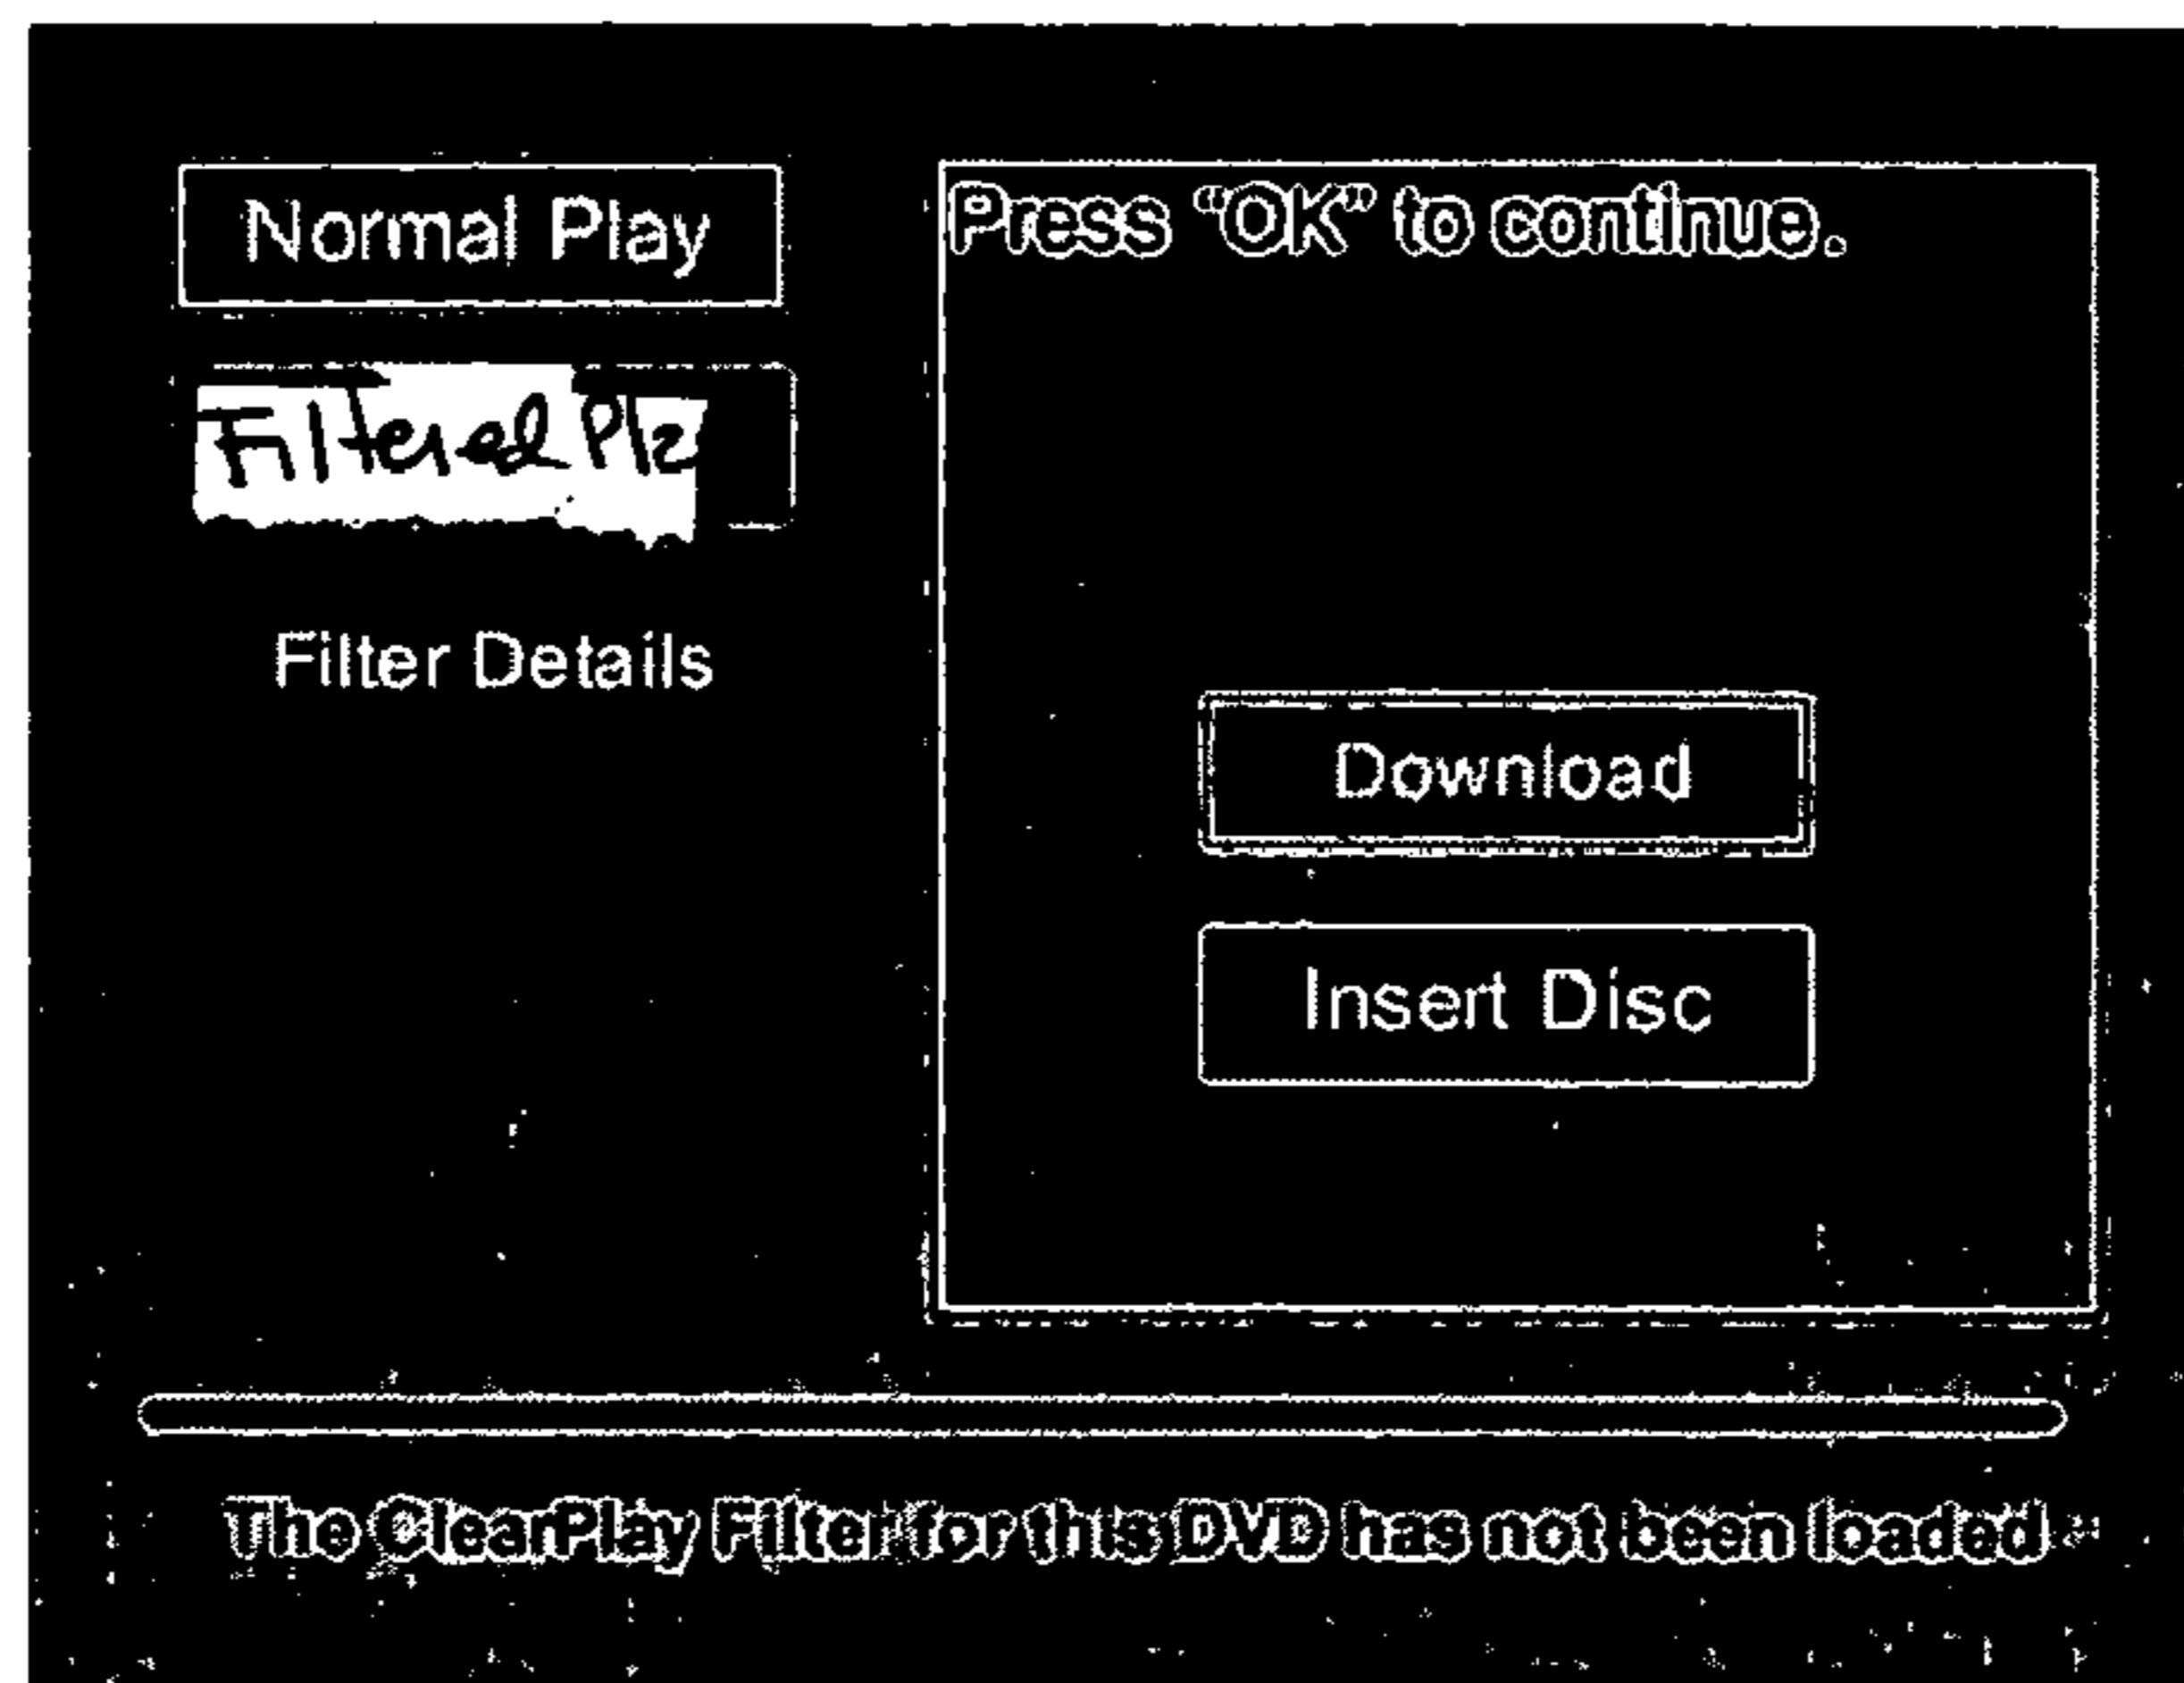 Normal Play
Filtered Pla
Filter Details
Press “OK” to continue.
Download
Insert Disc
The ClearPlay Filter for this DVD has not been loaded